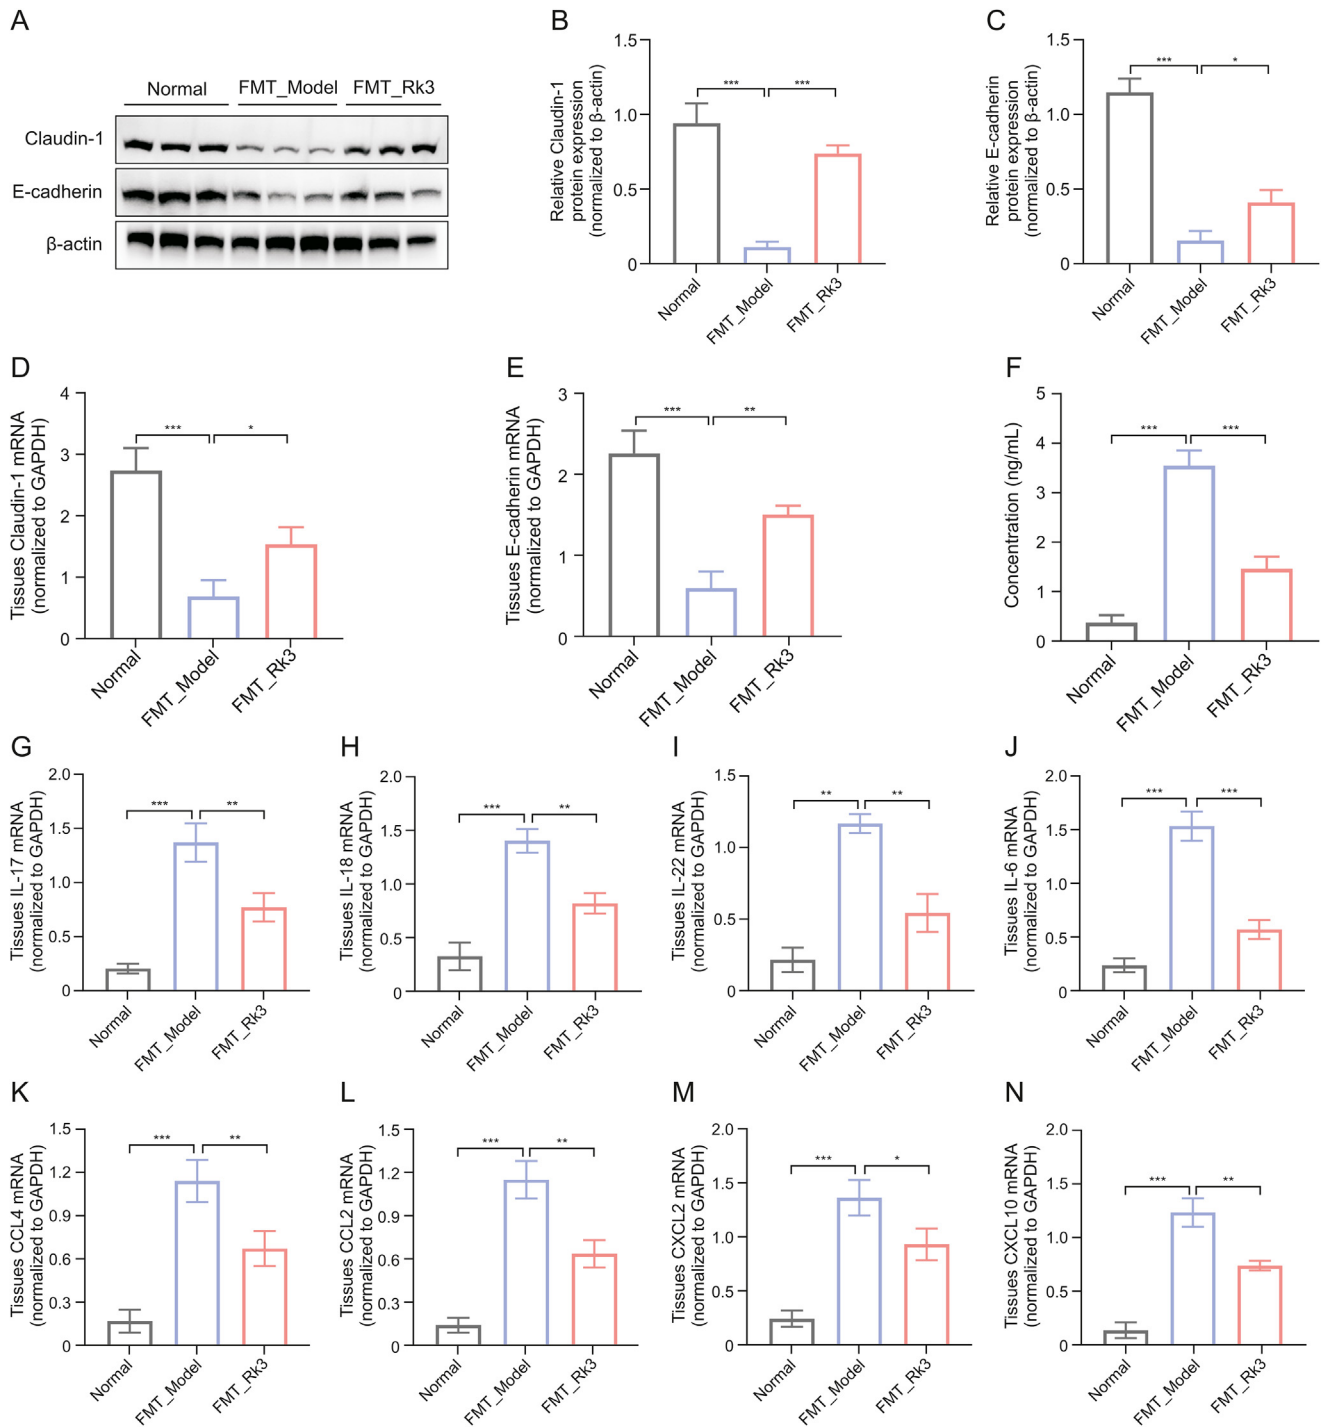 A
Normal
FMT_Model
FMT_Rk3
Claudin-1
E-cadherin
β-actin
B
Relative Claudin-1
protein expression
(normalized to β-actin)
1.5
1.0
0.5
0
***
***
Normal
FMT_Model
FMT_Rk3
C
Relative E-cadherin
protein expression
(normalized to β-actin)
1.5
1.0
0.5
0
***
*
Normal
FMT_Model
FMT_Rk3
D
Tissues Claudin-1 mRNA
(normalized to GAPDH)
4
3
2
1
0
***
*
Normal
FMT_Model
FMT_Rk3
E
Tissues E-cadherin mRNA
(normalized to GAPDH)
3
2
1
0
***
**
Normal
FMT_Model
FMT_Rk3
F
Concentration (ng/mL)
5
4
3
2
1
0
***
***
Normal
FMT_Model
FMT_Rk3
G
Tissues IL-17 mRNA
(normalized to GAPDH)
2.0
1.5
1.0
0.5
0
***
**
Normal
FMT_Model
FMT_Rk3
H
Tissues IL-18 mRNA
(normalized to GAPDH)
2.0
1.5
1.0
0.5
0
***
**
Normal
FMT_Model
FMT_Rk3
I
Tissues IL-22 mRNA
(normalized to GAPDH)
1.5
1.0
0.5
0
**
**
Normal
FMT_Model
FMT_Rk3
J
Tissues IL-6 mRNA
(normalized to GAPDH)
2.0
1.5
1.0
0.5
0
***
***
Normal
FMT_Model
FMT_Rk3
K
Tissues CCL4 mRNA
(normalized to GAPDH)
1.5
1.2
0.9
0.6
0.3
0
***
**
Normal
FMT_Model
FMT_Rk3
L
Tissues CCL2 mRNA
(normalized to GAPDH)
1.5
1.2
0.9
0.6
0.3
0
***
**
Normal
FMT_Model
FMT_Rk3
M
Tissues CXCL2 mRNA
(normalized to GAPDH)
2.0
1.5
1.0
0.5
0
***
*
Normal
FMT_Model
FMT_Rk3
N
Tissues CXCL10 mRNA
(normalized to GAPDH)
2.0
1.5
1.0
0.5
0
***
**
Normal
FMT_Model
FMT_Rk3